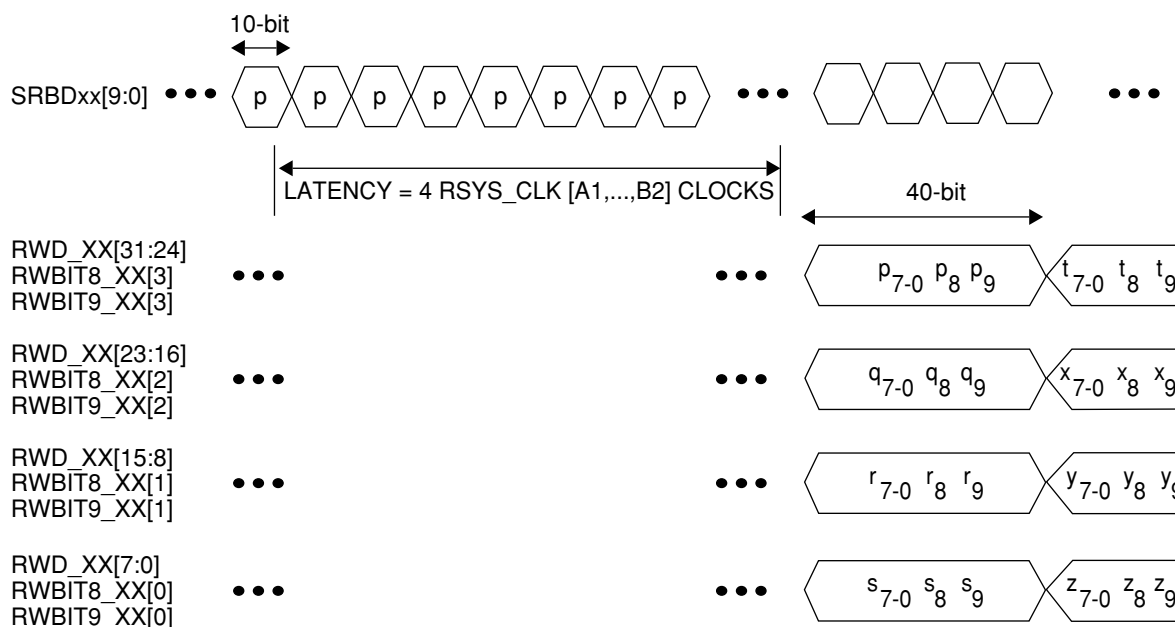 10-bit
SRBDxx[9:0] ••• p p p p p p p p ••• •••
LATENCY = 4 RSYS_CLK [A1,...,B2] CLOCKS
40-bit
RWD_XX[31:24]
RWBIT8_XX[3] ••• ••• p7-0 p8 p9 t7-0 t8 t9
RWBIT9_XX[3]
RWD_XX[23:16]
RWBIT8_XX[2] ••• ••• q7-0 q8 q9 x7-0 x8 x9
RWBIT9_XX[2]
RWD_XX[15:8]
RWBIT8_XX[1] ••• ••• r7-0 r8 r9 y7-0 y8 y9
RWBIT9_XX[1]
RWD_XX[7:0]
RWBIT8_XX[0] ••• ••• s7-0 s8 s9 z7-0 z8 z9
RWBIT9_XX[0]